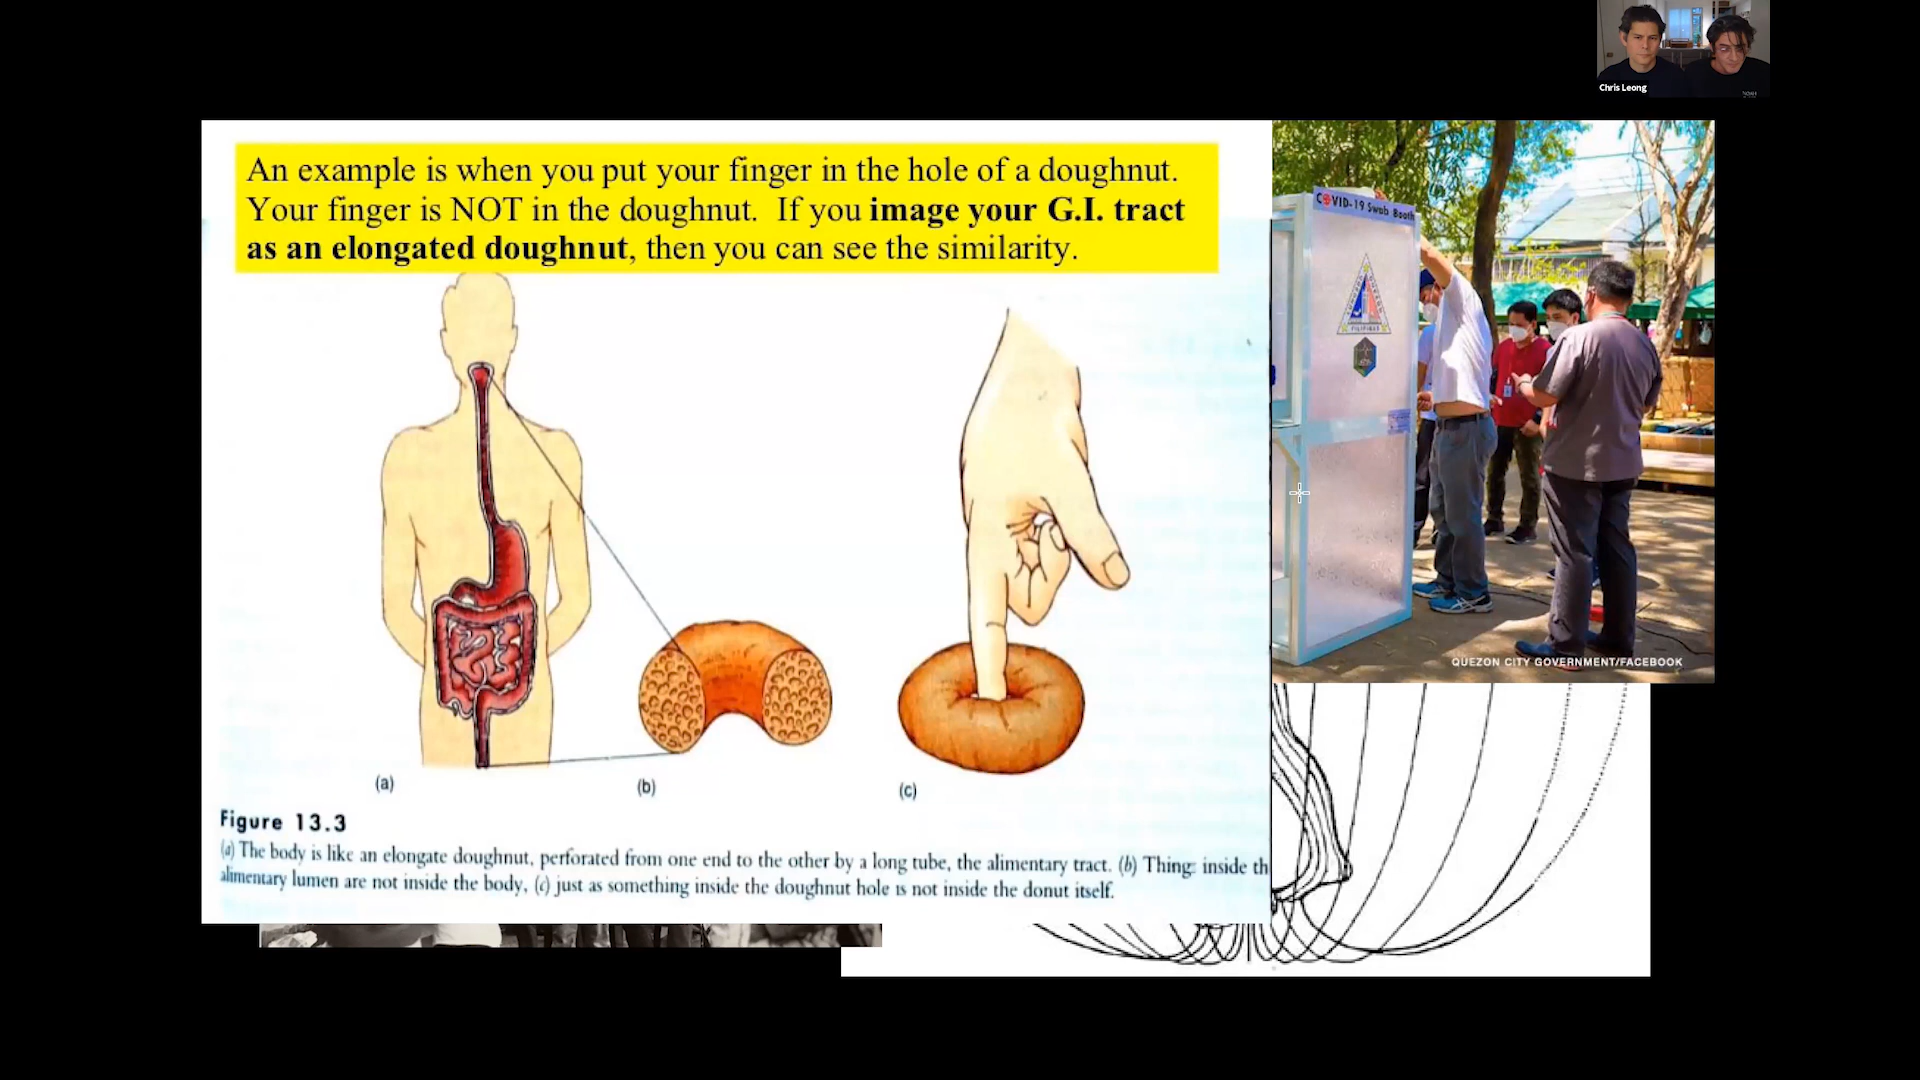 Chris Leong
An example is when you put your finger in the hole of a doughnut.
Your finger is NOT in the doughnut. If you image your G.I. tract
as an elongated doughnut, then you can see the similarity.
COVID-19 Swab Booth
PILIPINAS
QUEZON CITY GOVERNMENT/FACEBOOK
(a)
(b)
(c)
Figure 13.3
(a) The body is like an elongate doughnut, perforated from one end to the other by a long tube, the alimentary tract. (b) Thing: inside th
alimentary lumen are not inside the body, (c) just as something inside the doughnut hole is not inside the donut itself.